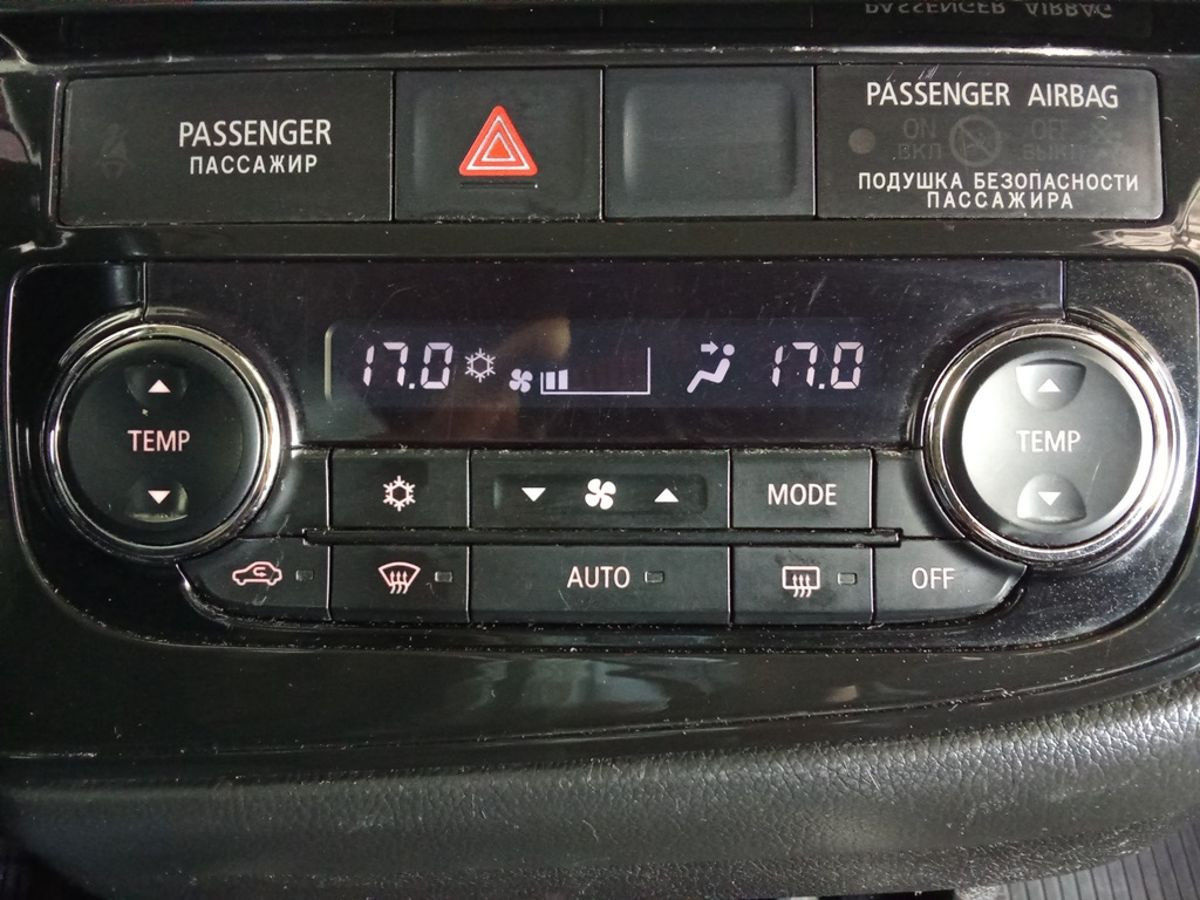 PASSENGER
ПАССАЖИР
PASSENGER AIRBAG
ON OFF
ВКЛ ВЫКЛ
ПОДУШКА БЕЗОПАСНОСТИ
ПАССАЖИРА
17.0 17.0
TEMP
TEMP
MODE
AUTO
OFF